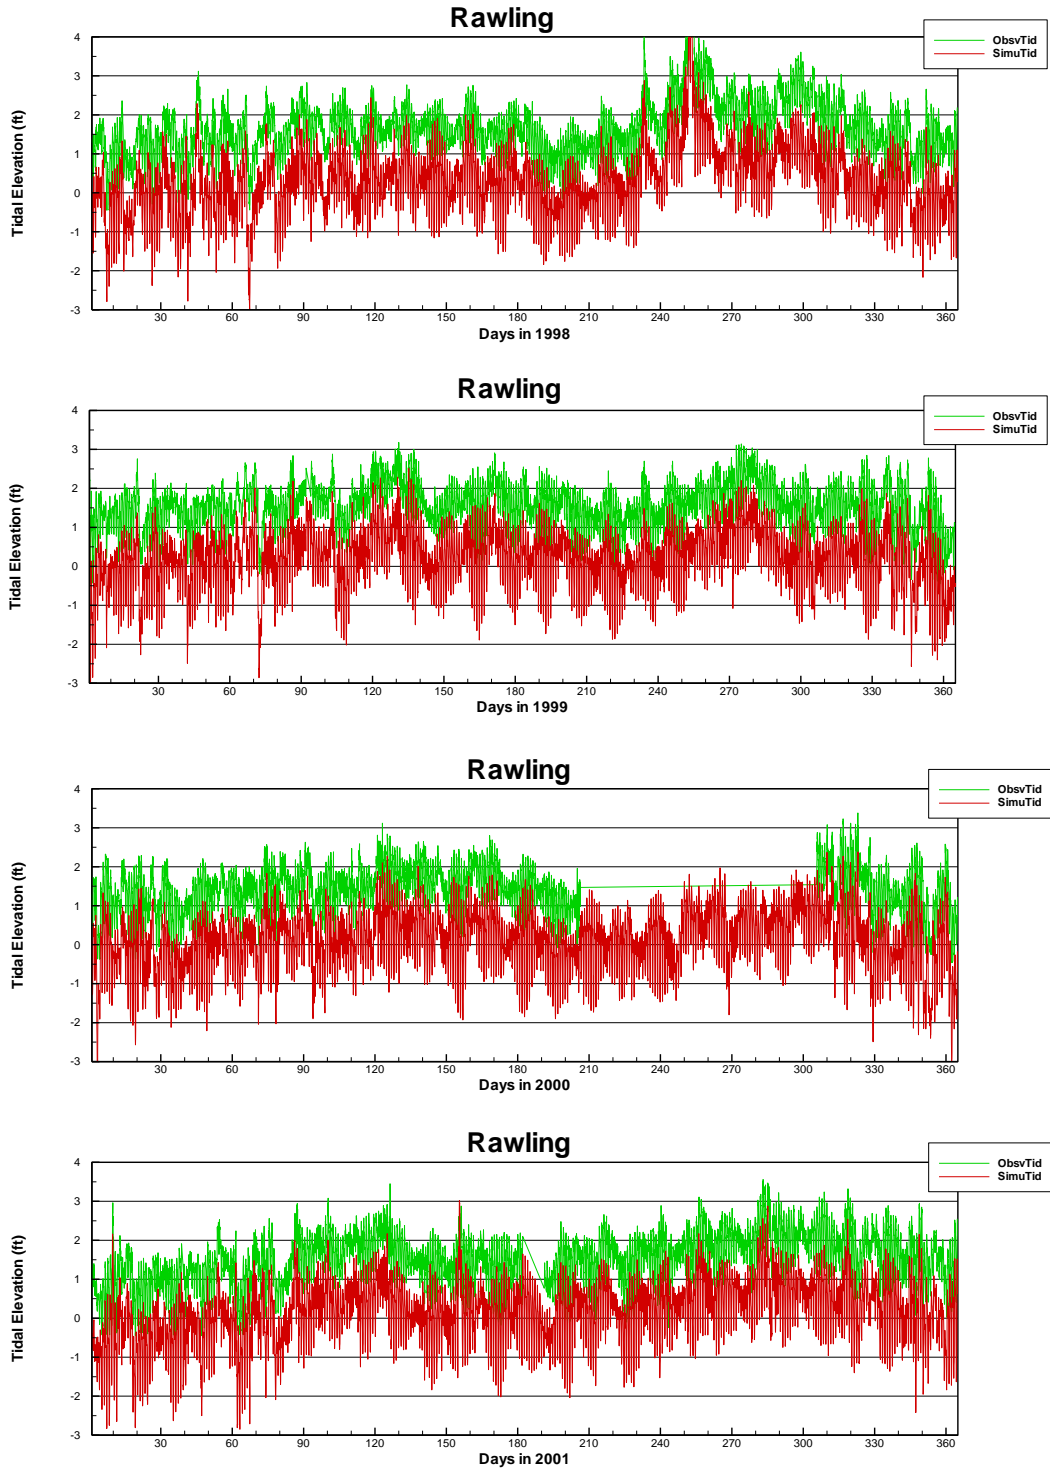 Rawling
ObsvTid
SimuTid
Tidal Elevation (ft)
4
3
2
1
0
-1
-2
-3
30 60 90 120 150 180 210 240 270 300 330 360
Days in 1998
Rawling
ObsvTid
SimuTid
Tidal Elevation (ft)
4
3
2
1
0
-1
-2
-3
30 60 90 120 150 180 210 240 270 300 330 360
Days in 1999
Rawling
ObsvTid
SimuTid
Tidal Elevation (ft)
4
3
2
1
0
-1
-2
-3
30 60 90 120 150 180 210 240 270 300 330 360
Days in 2000
Rawling
ObsvTid
SimuTid
Tidal Elevation (ft)
4
3
2
1
0
-1
-2
-3
30 60 90 120 150 180 210 240 270 300 330 360
Days in 2001